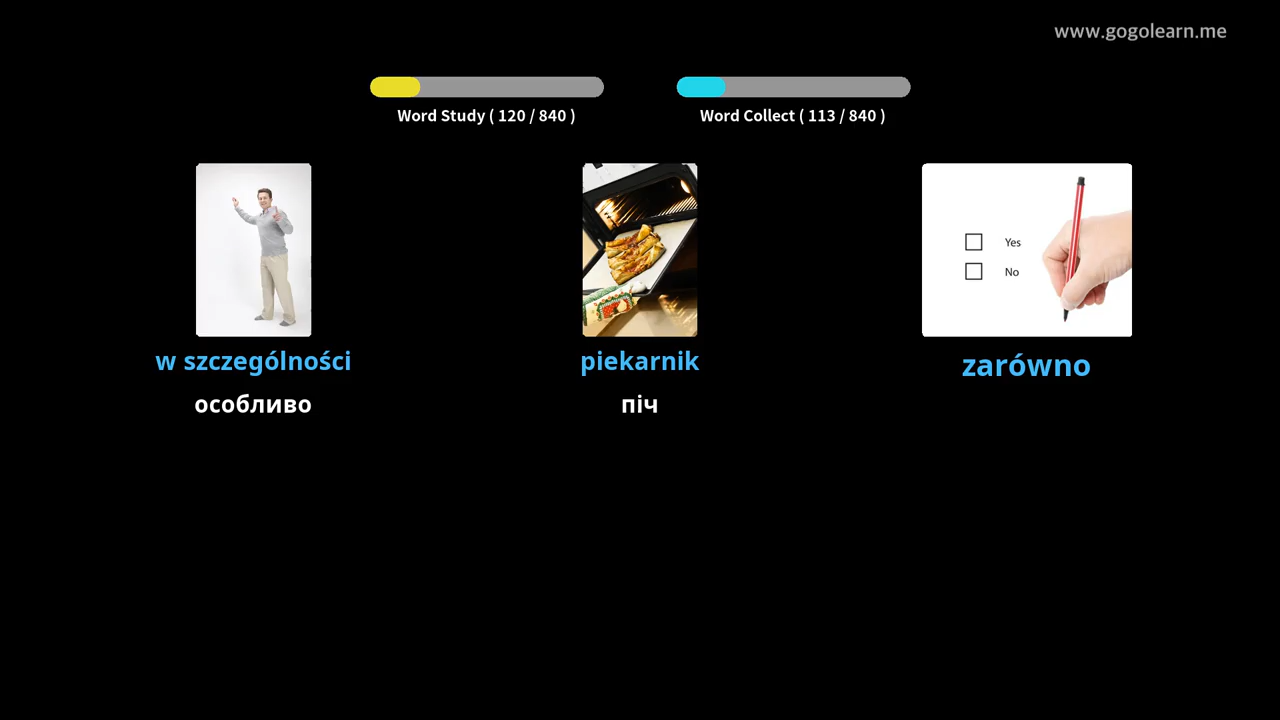 www.gogolearn.me
Word Study ( 120 / 840 )
Word Collect ( 113 / 840 )
Yes
No
w szczególności
piekarnik
zarówno
особливо
піч